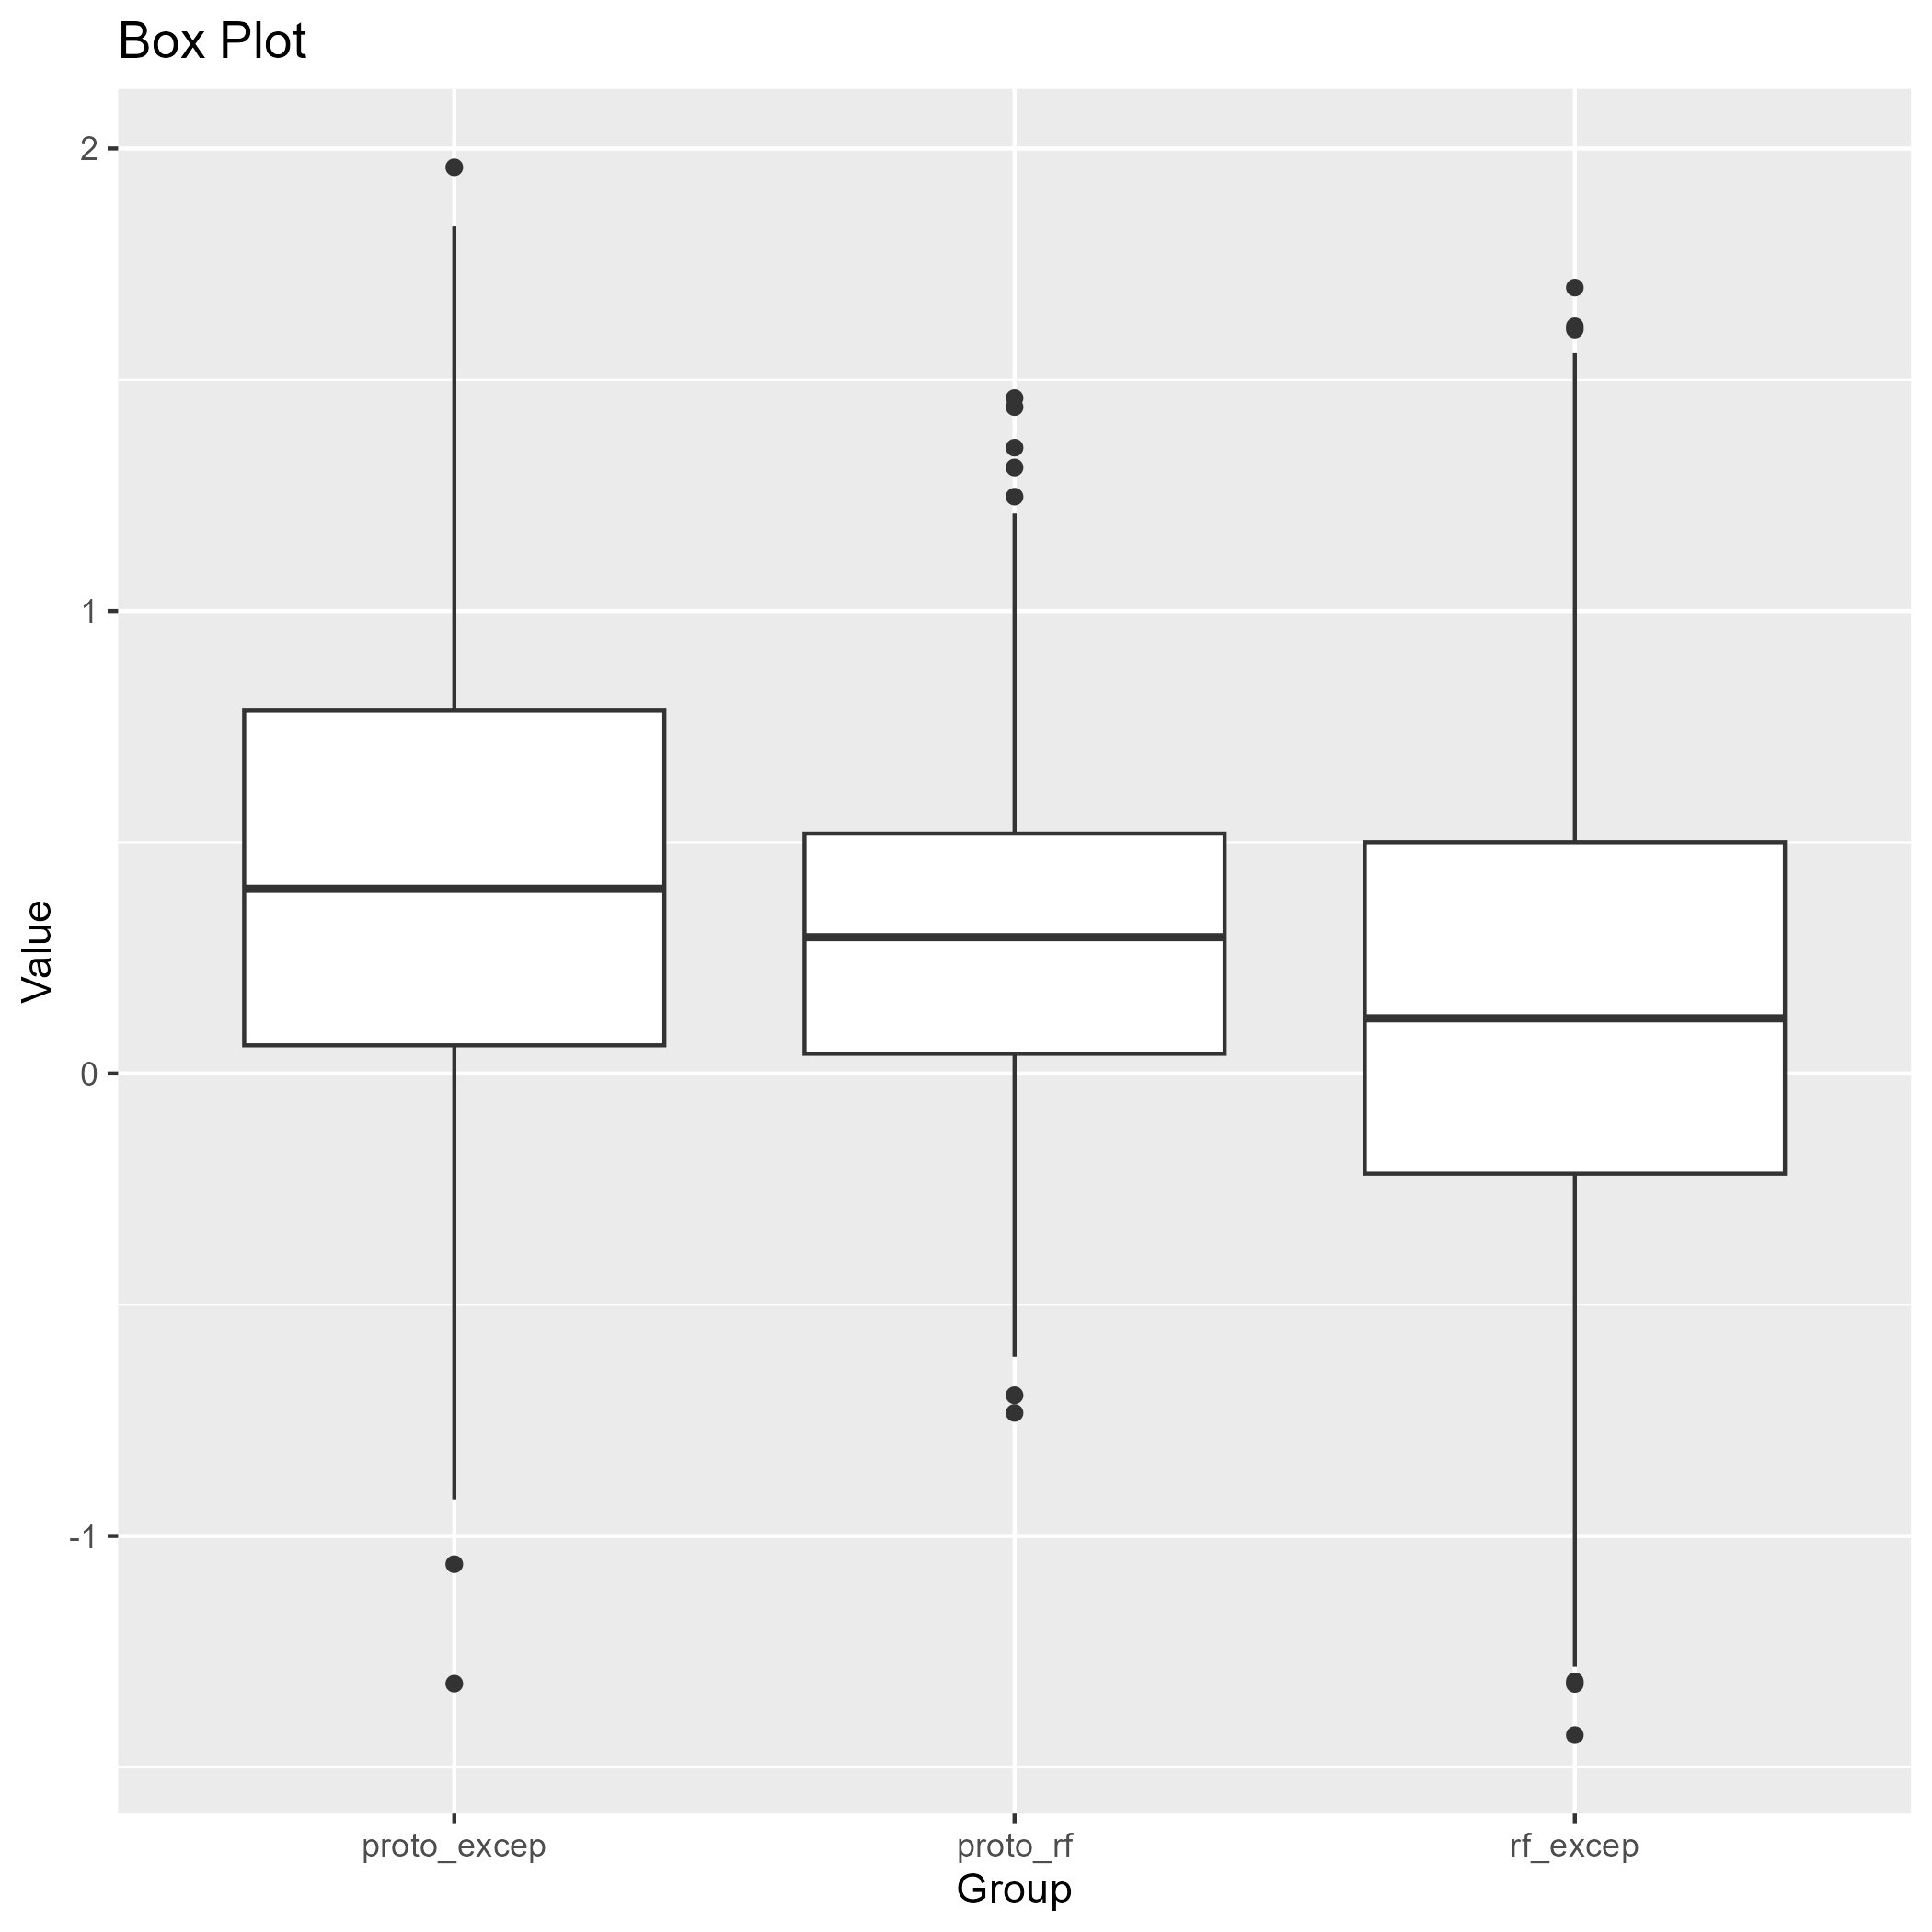 Box Plot
2
1
0
-1
Value
proto_excep
proto_rf
rf_excep
Group